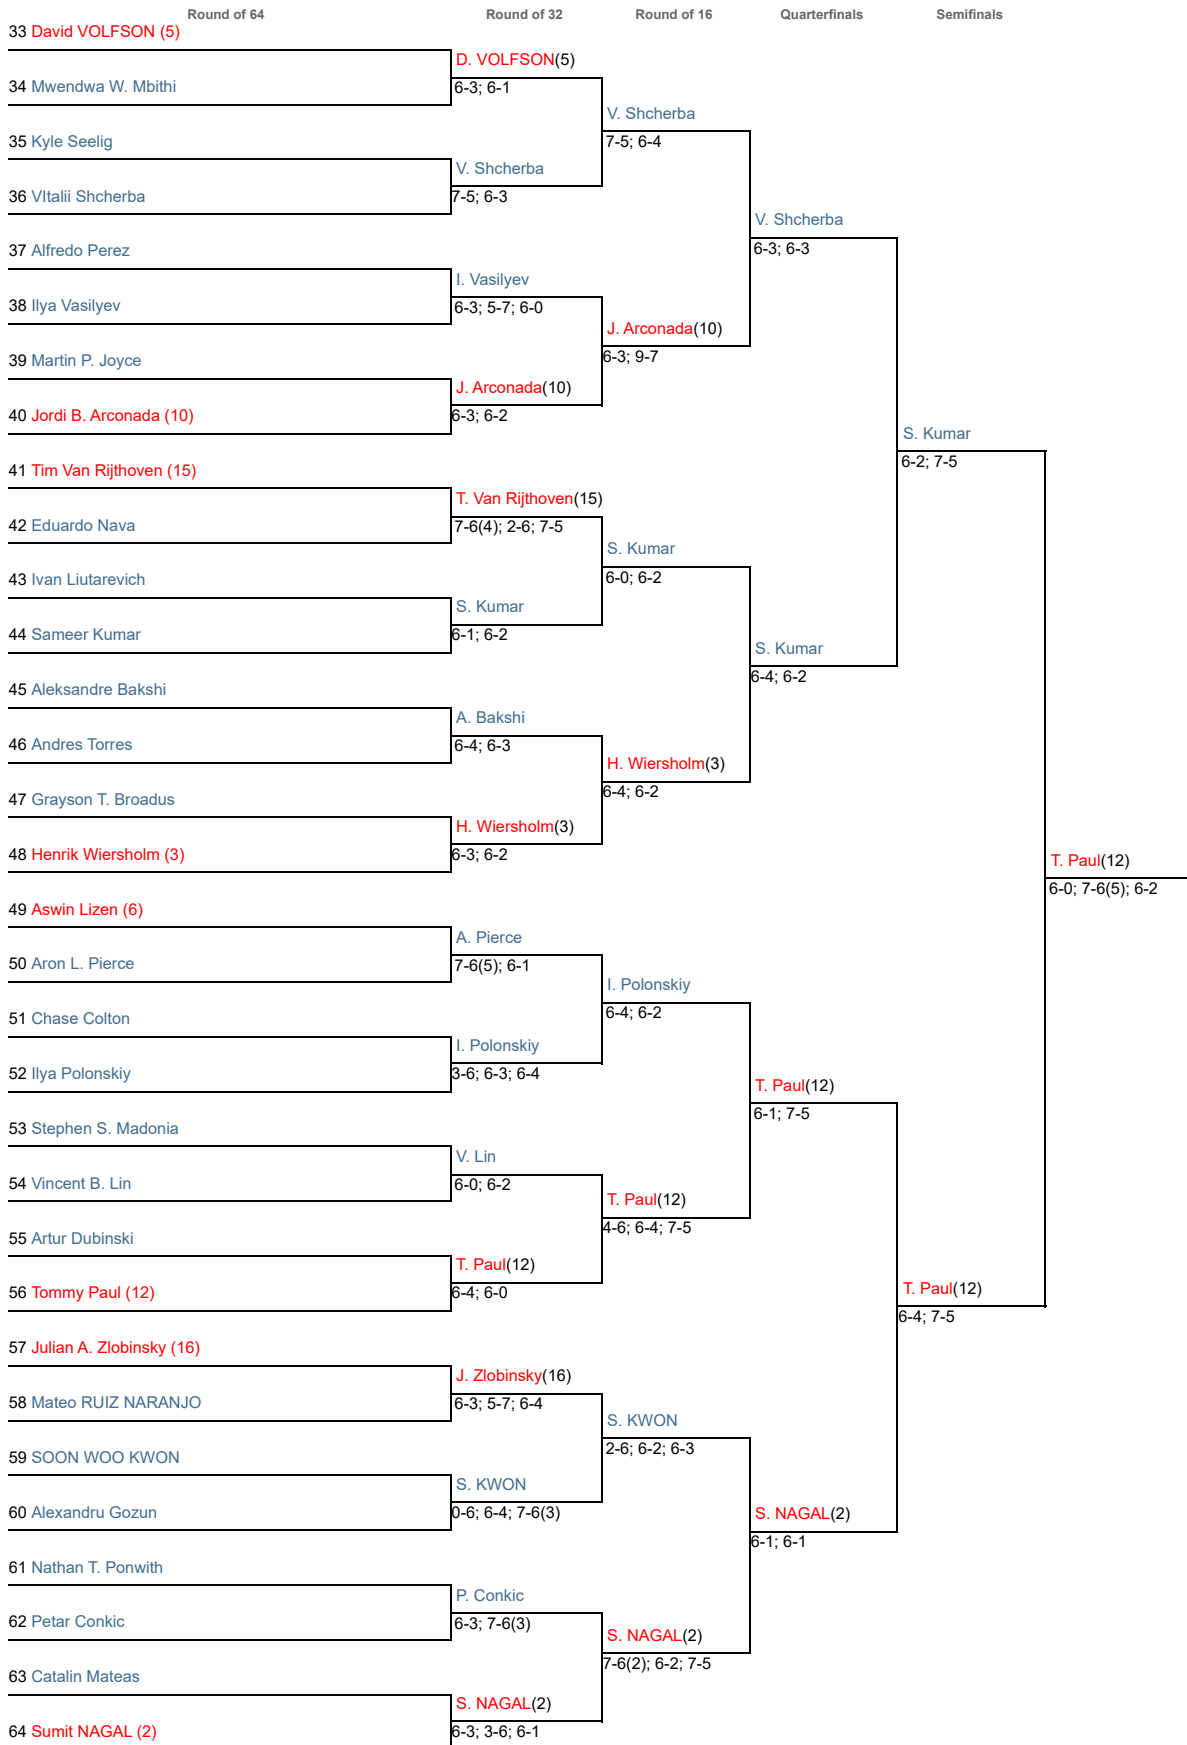 Round of 64 Round of 32 Round of 16 Quarterfinals Semifinals
33 David VOLFSON (5)
D. VOLFSON(5)
34 Mwendwa W. Mbithi
6-3; 6-1
V. Shcherba
35 Kyle Seelig
7-5; 6-4
V. Shcherba
36 VItalii Shcherba
7-5; 6-3
V. Shcherba
37 Alfredo Perez
6-3; 6-3
I. Vasilyev
38 Ilya Vasilyev
6-3; 5-7; 6-0
J. Arconada(10)
39 Martin P. Joyce
6-3; 9-7
J. Arconada(10)
40 Jordi B. Arconada (10)
6-3; 6-2
S. Kumar
6-2; 7-5
41 Tim Van Rijthoven (15)
T. Van Rijthoven(15)
42 Eduardo Nava
7-6(4); 2-6; 7-5
S. Kumar
43 Ivan Liutarevich
6-0; 6-2
S. Kumar
44 Sameer Kumar
6-1; 6-2
S. Kumar
6-4; 6-2
45 Aleksandre Bakshi
A. Bakshi
46 Andres Torres
6-4; 6-3
H. Wiersholm(3)
6-4; 6-2
47 Grayson T. Broadus
H. Wiersholm(3)
48 Henrik Wiersholm (3)
6-3; 6-2
T. Paul(12)
6-0; 7-6(5); 6-2
49 Aswin Lizen (6)
A. Pierce
50 Aron L. Pierce
7-6(5); 6-1
I. Polonskiy
6-4; 6-2
51 Chase Colton
I. Polonskiy
52 Ilya Polonskiy
3-6; 6-3; 6-4
T. Paul(12)
6-1; 7-5
53 Stephen S. Madonia
V. Lin
54 Vincent B. Lin
6-0; 6-2
T. Paul(12)
4-6; 6-4; 7-5
55 Artur Dubinski
T. Paul(12)
56 Tommy Paul (12)
6-4; 6-0
T. Paul(12)
6-4; 7-5
57 Julian A. Zlobinsky (16)
J. Zlobinsky(16)
58 Mateo RUIZ NARANJO
6-3; 5-7; 6-4
S. KWON
2-6; 6-2; 6-3
59 SOON WOO KWON
S. KWON
60 Alexandru Gozun
0-6; 6-4; 7-6(3)
S. NAGAL(2)
6-1; 6-1
61 Nathan T. Ponwith
P. Conkic
62 Petar Conkic
6-3; 7-6(3)
S. NAGAL(2)
7-6(2); 6-2; 7-5
63 Catalin Mateas
S. NAGAL(2)
64 Sumit NAGAL (2)
6-3; 3-6; 6-1